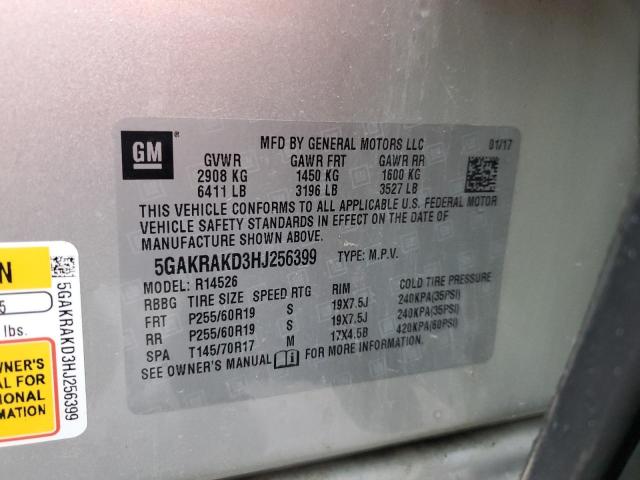 GM
MFD BY GENERAL MOTORS LLC 01/17
GVWR GAWR FRT GAWR RR
2908 KG 1450 KG 1600 KG
6411 LB 3196 LB 3527 LB
THIS VEHICLE CONFORMS TO ALL APPLICABLE U.S. FEDERAL MOTOR
VEHICLE SAFETY STANDARDS IN EFFECT ON THE DATE OF
MANUFACTURE SHOWN ABOVE.
5GAKRAKD3HJ256399 TYPE: M.P.V.
MODEL: R14526
RBBG TIRE SIZE SPEED RTG RIM COLD TIRE PRESSURE
FRT P255/60R19 S 19X7.5J 240KPA(35PSI)
RR P255/60R19 S 19X7.5J 240KPA(35PSI)
SPA T145/70R17 M 17X4.5B 420KPA(60PSI)
SEE OWNER'S MANUAL FOR ADDITIONAL INFORMATION
N
5
lbs.
OWNER'S
AL FOR
IONAL
MATION
5GAKRAKD3HJ256399